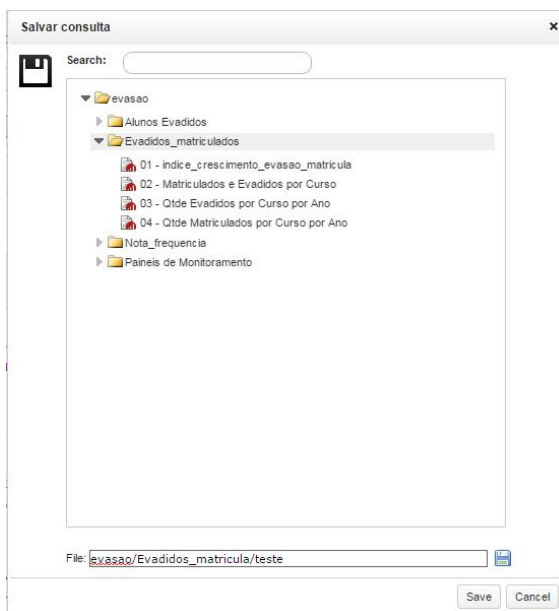 Salvar consulta
Search:
evasao
Alunos Evadidos
Evadidos_matriculados
01 - indice_crescimento_evasao_matricula
02 - Matriculados e Evadidos por Curso
03 - Qtde Evadidos por Curso por Ano
04 - Qtde Matriculados por Curso por Ano
Nota_frequencia
Paineis de Monitoramento
File: evasao/Evadidos_matricula/teste
Save Cancel